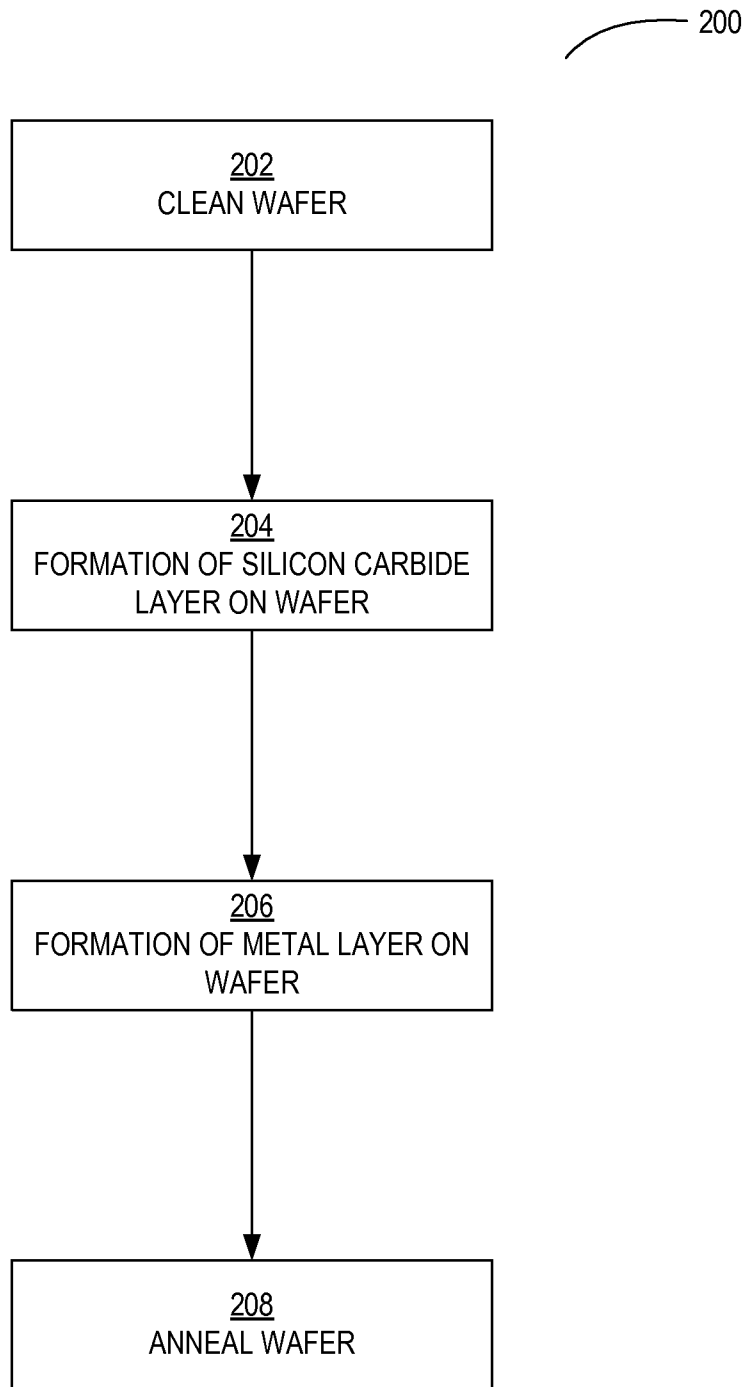 200
202
CLEAN WAFER
204
FORMATION OF SILICON CARBIDE
LAYER ON WAFER
206
FORMATION OF METAL LAYER ON
WAFER
208
ANNEAL WAFER